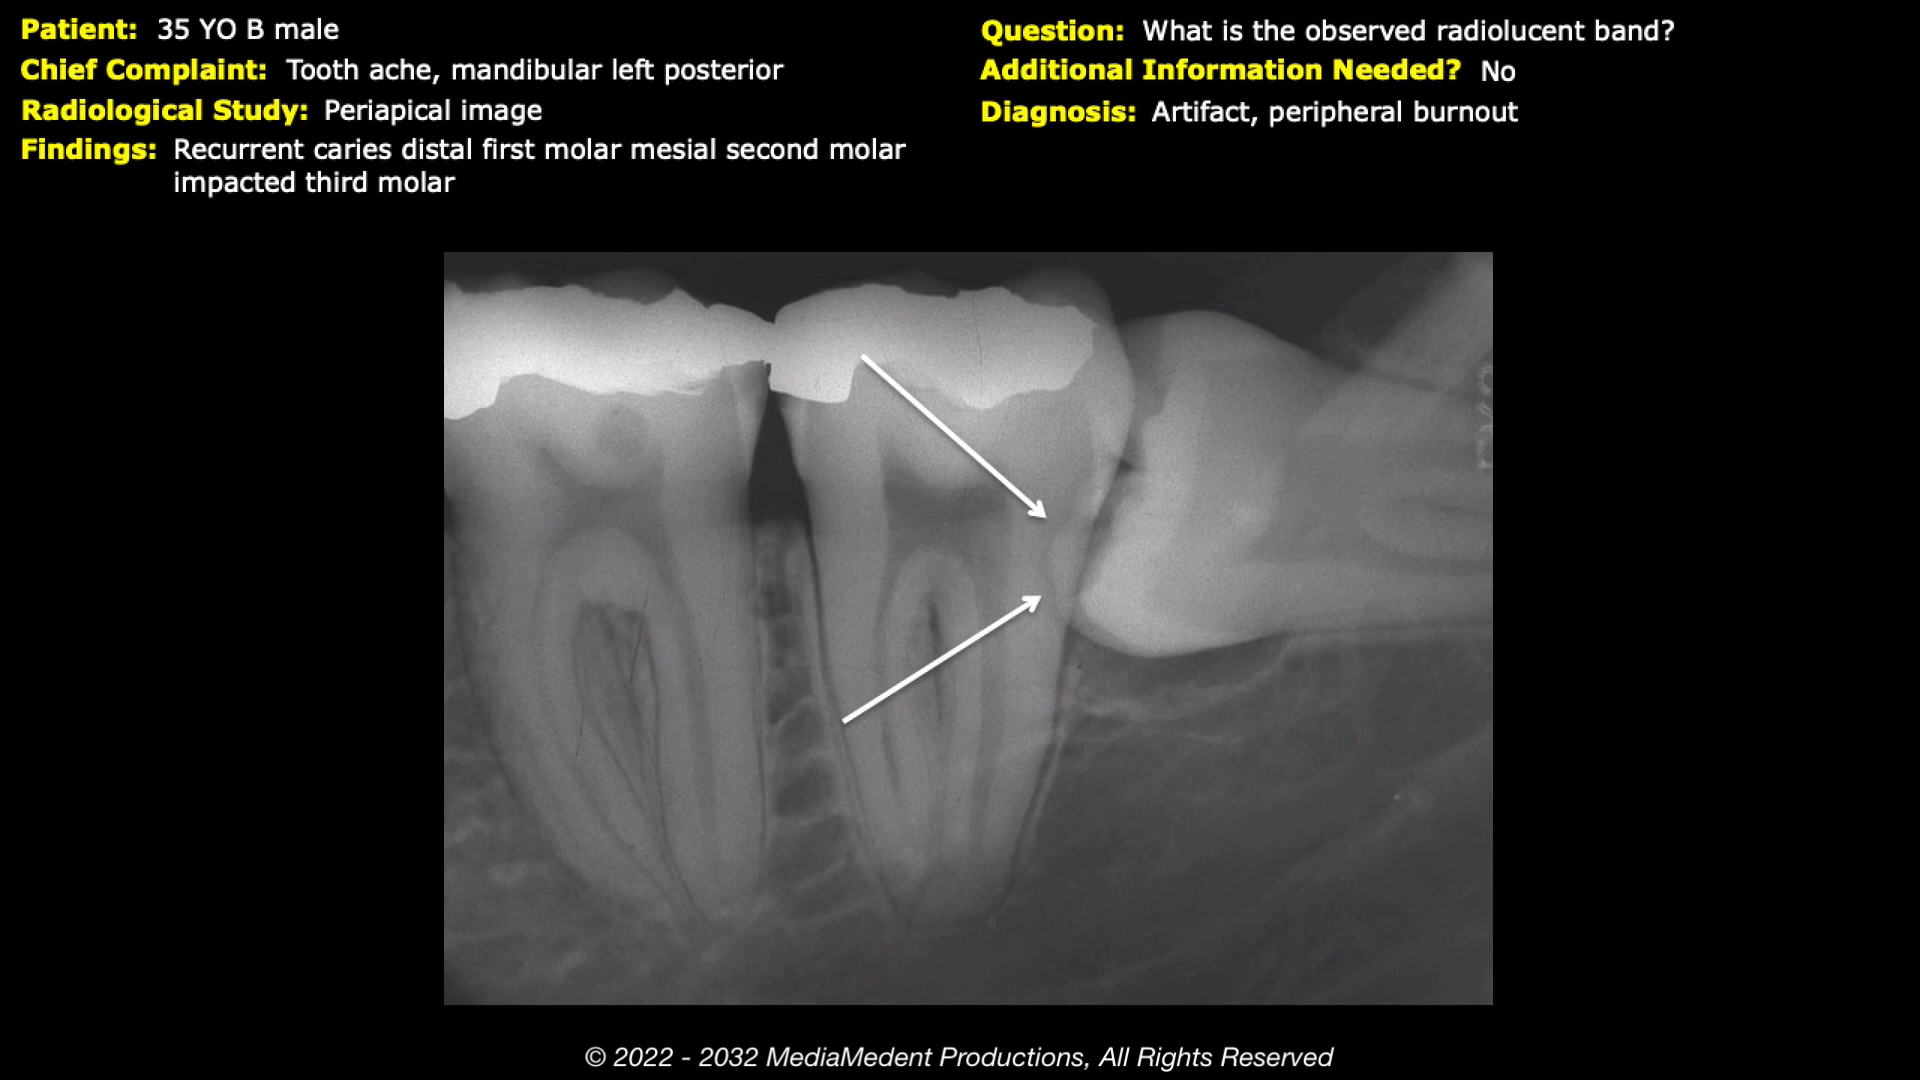 Patient: 35 YO B male
Chief Complaint: Tooth ache, mandibular left posterior
Radiological Study: Periapical image
Findings: Recurrent caries distal first molar mesial second molar
impacted third molar
Question: What is the observed radiolucent band?
Additional Information Needed? No
Diagnosis: Artifact, peripheral burnout
© 2022 - 2032 MediaMedent Productions, All Rights Reserved